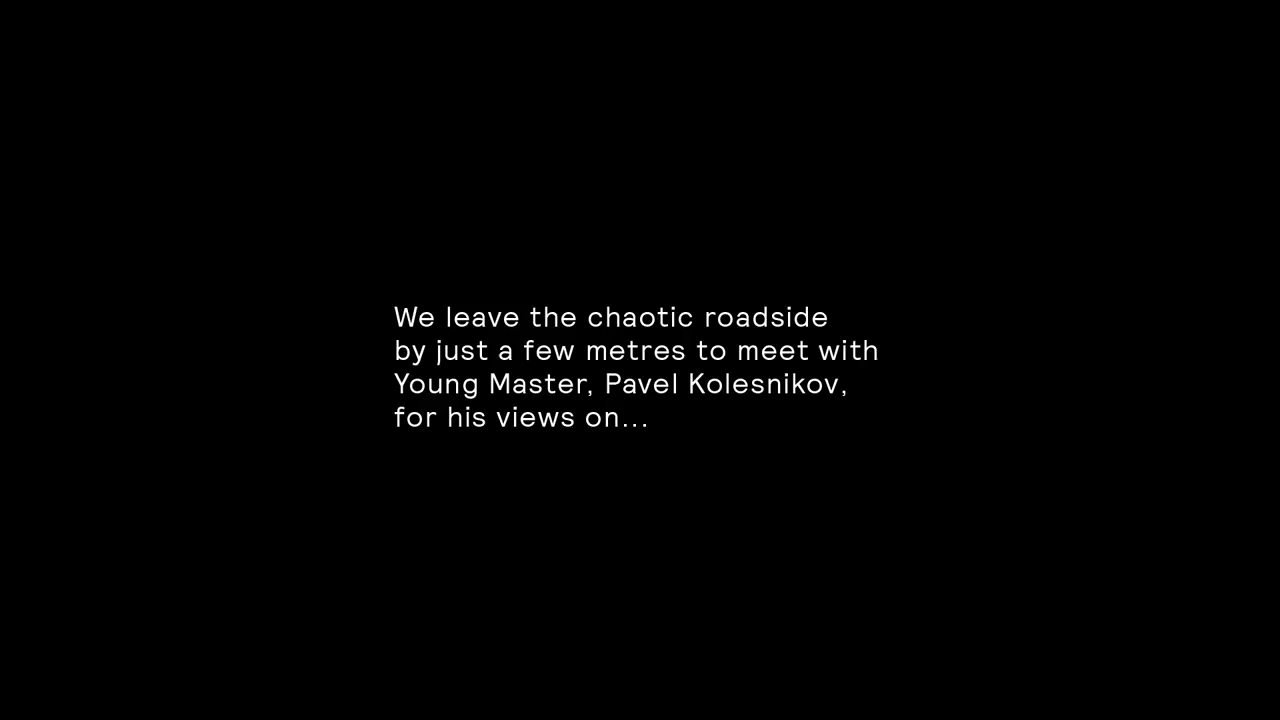 We leave the chaotic roadside
by just a few metres to meet with
Young Master, Pavel Kolesnikov,
for his views on...